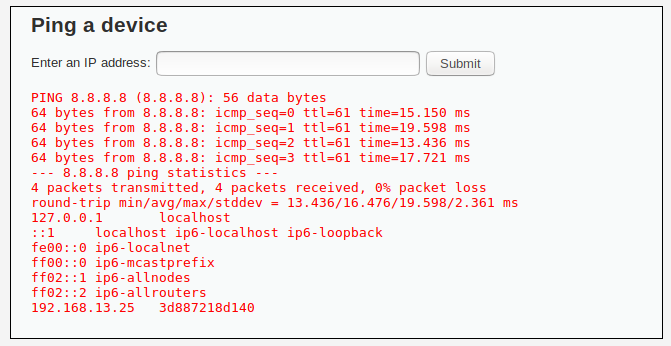 Ping a device
Enter an IP address: Submit
PING 8.8.8.8 (8.8.8.8): 56 data bytes
64 bytes from 8.8.8.8: icmp_seq=0 ttl=61 time=15.150 ms
64 bytes from 8.8.8.8: icmp_seq=1 ttl=61 time=19.598 ms
64 bytes from 8.8.8.8: icmp_seq=2 ttl=61 time=13.436 ms
64 bytes from 8.8.8.8: icmp_seq=3 ttl=61 time=17.721 ms
--- 8.8.8.8 ping statistics ---
4 packets transmitted, 4 packets received, 0% packet loss
round-trip min/avg/max/stddev = 13.436/16.476/19.598/2.361 ms
127.0.0.1       localhost
::1     localhost ip6-localhost ip6-loopback
fe00::0 ip6-localnet
ff00::0 ip6-mcastprefix
ff02::1 ip6-allnodes
ff02::2 ip6-allrouters
192.168.13.25   3d887218d140